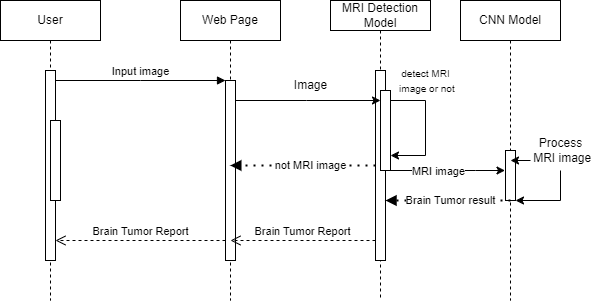 User
Web Page
MRI Detection
Model
CNN Model
Input image
Image
detect MRI
image or not
not MRI image
MRI image
Process
MRI image
Brain Tumor result
Brain Tumor Report
Brain Tumor Report